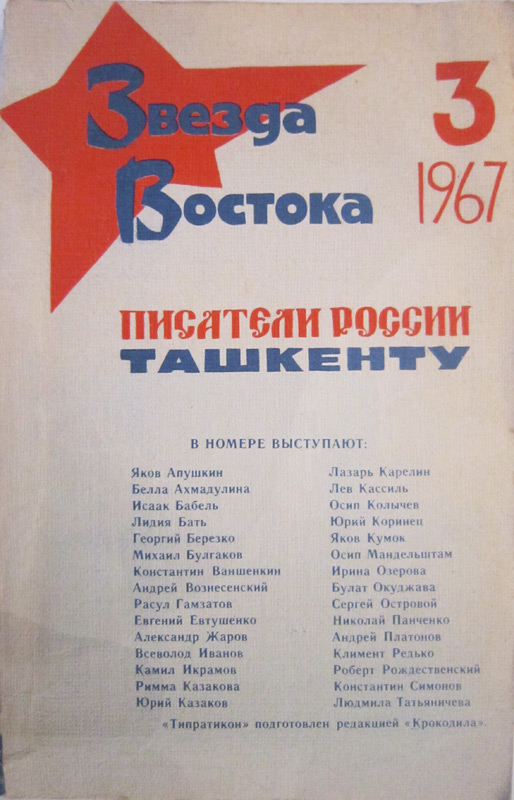 Звезда
Востока
3
1967
ПИСАТЕЛИ РОССИИ
ТАШКЕНТУ
В НОМЕРЕ ВЫСТУПАЮТ:
Яков Апушкин
Белла Ахмадулина
Исаак Бабель
Лидия Бать
Георгий Березко
Михаил Булгаков
Константин Ваншенкин
Андрей Вознесенский
Расул Гамзатов
Евгений Евтушенко
Александр Жаров
Всеволод Иванов
Камил Икрамов
Римма Казакова
Юрий Казаков
Лазарь Карелин
Лев Кассиль
Осип Колычев
Юрий Коринец
Яков Кумок
Осип Мандельштам
Ирина Озерова
Булат Окуджава
Сергей Островой
Николай Панченко
Андрей Платонов
Климент Редько
Роберт Рождественский
Константин Симонов
Людмила Татьяничева
«Типратикон» подготовлен редакцией «Крокодила».